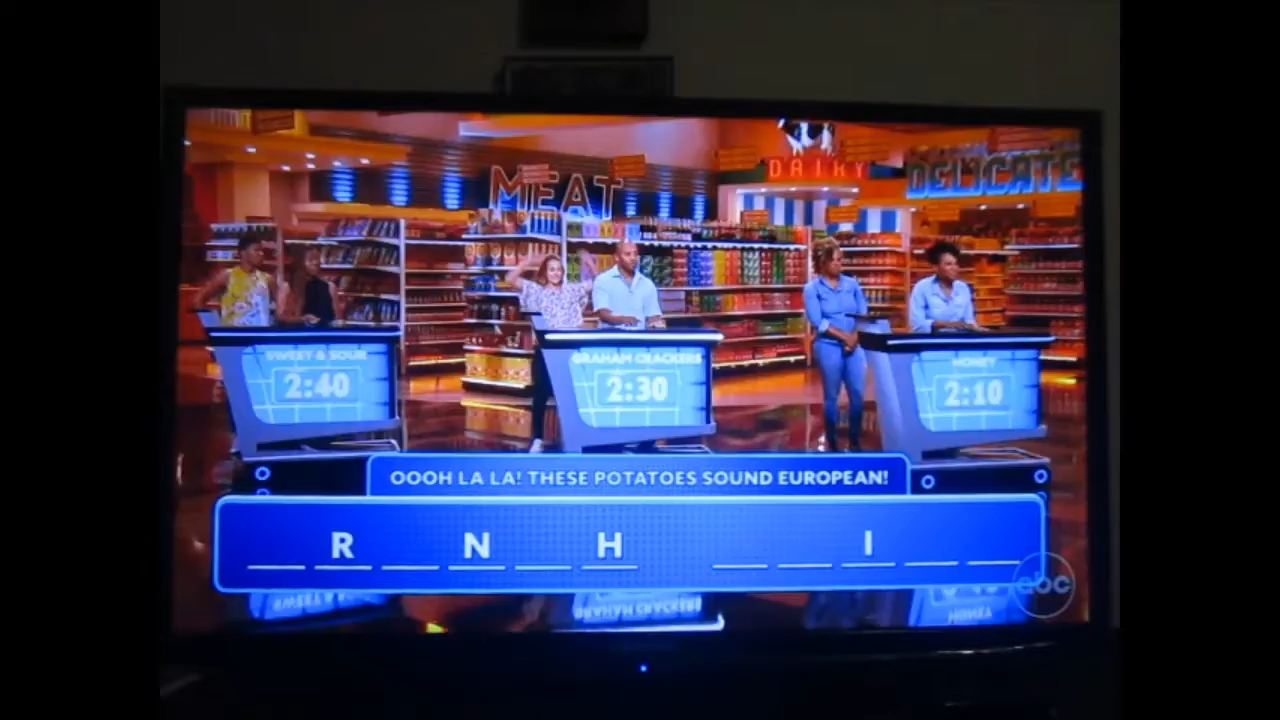 MEAT
DAIRY
DELICATE
SWEET & SOUR
2:40
GRAHAM CRACKERS
2:30
HONEY
2:10
OOOH LA LA! THESE POTATOES SOUND EUROPEAN!
R N H I
abc